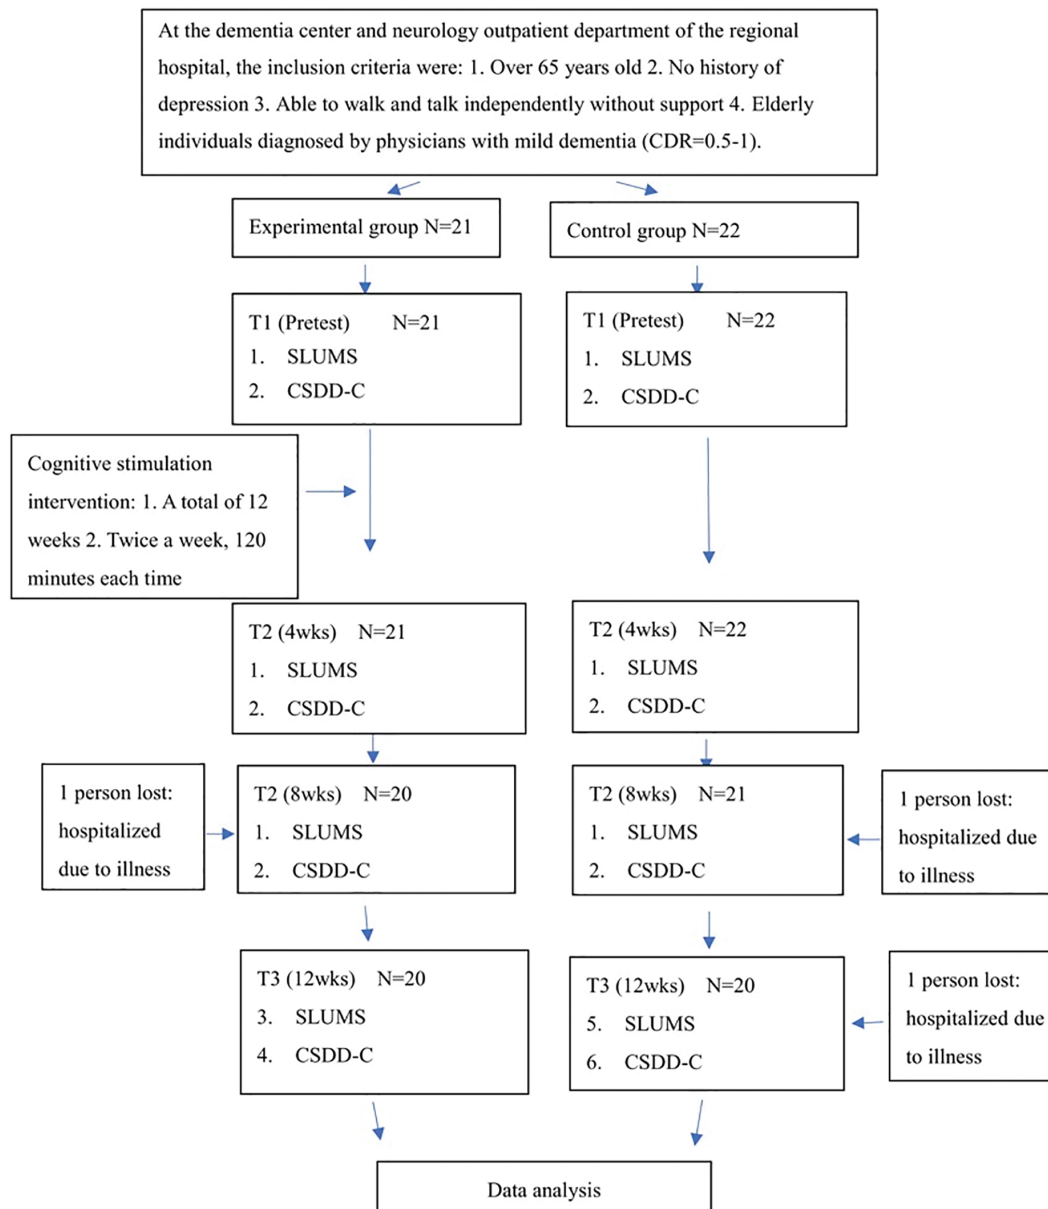 At the dementia center and neurology outpatient department of the regional
hospital, the inclusion criteria were: 1. Over 65 years old 2. No history of
depression 3. Able to walk and talk independently without support 4. Elderly
individuals diagnosed by physicians with mild dementia (CDR=0.5-1).
Experimental group N=21
Control group N=22
T1 (Pretest) N=21
1. SLUMS
2. CSDD-C
T1 (Pretest) N=22
1. SLUMS
2. CSDD-C
Cognitive stimulation
intervention: 1. A total of 12
weeks 2. Twice a week, 120
minutes each time
T2 (4wks) N=21
1. SLUMS
2. CSDD-C
T2 (4wks) N=22
1. SLUMS
2. CSDD-C
1 person lost:
hospitalized
due to illness
T2 (8wks) N=20
1. SLUMS
2. CSDD-C
T2 (8wks) N=21
1. SLUMS
2. CSDD-C
1 person lost:
hospitalized due
to illness
T3 (12wks) N=20
3. SLUMS
4. CSDD-C
T3 (12wks) N=20
5. SLUMS
6. CSDD-C
1 person lost:
hospitalized due
to illness
Data analysis